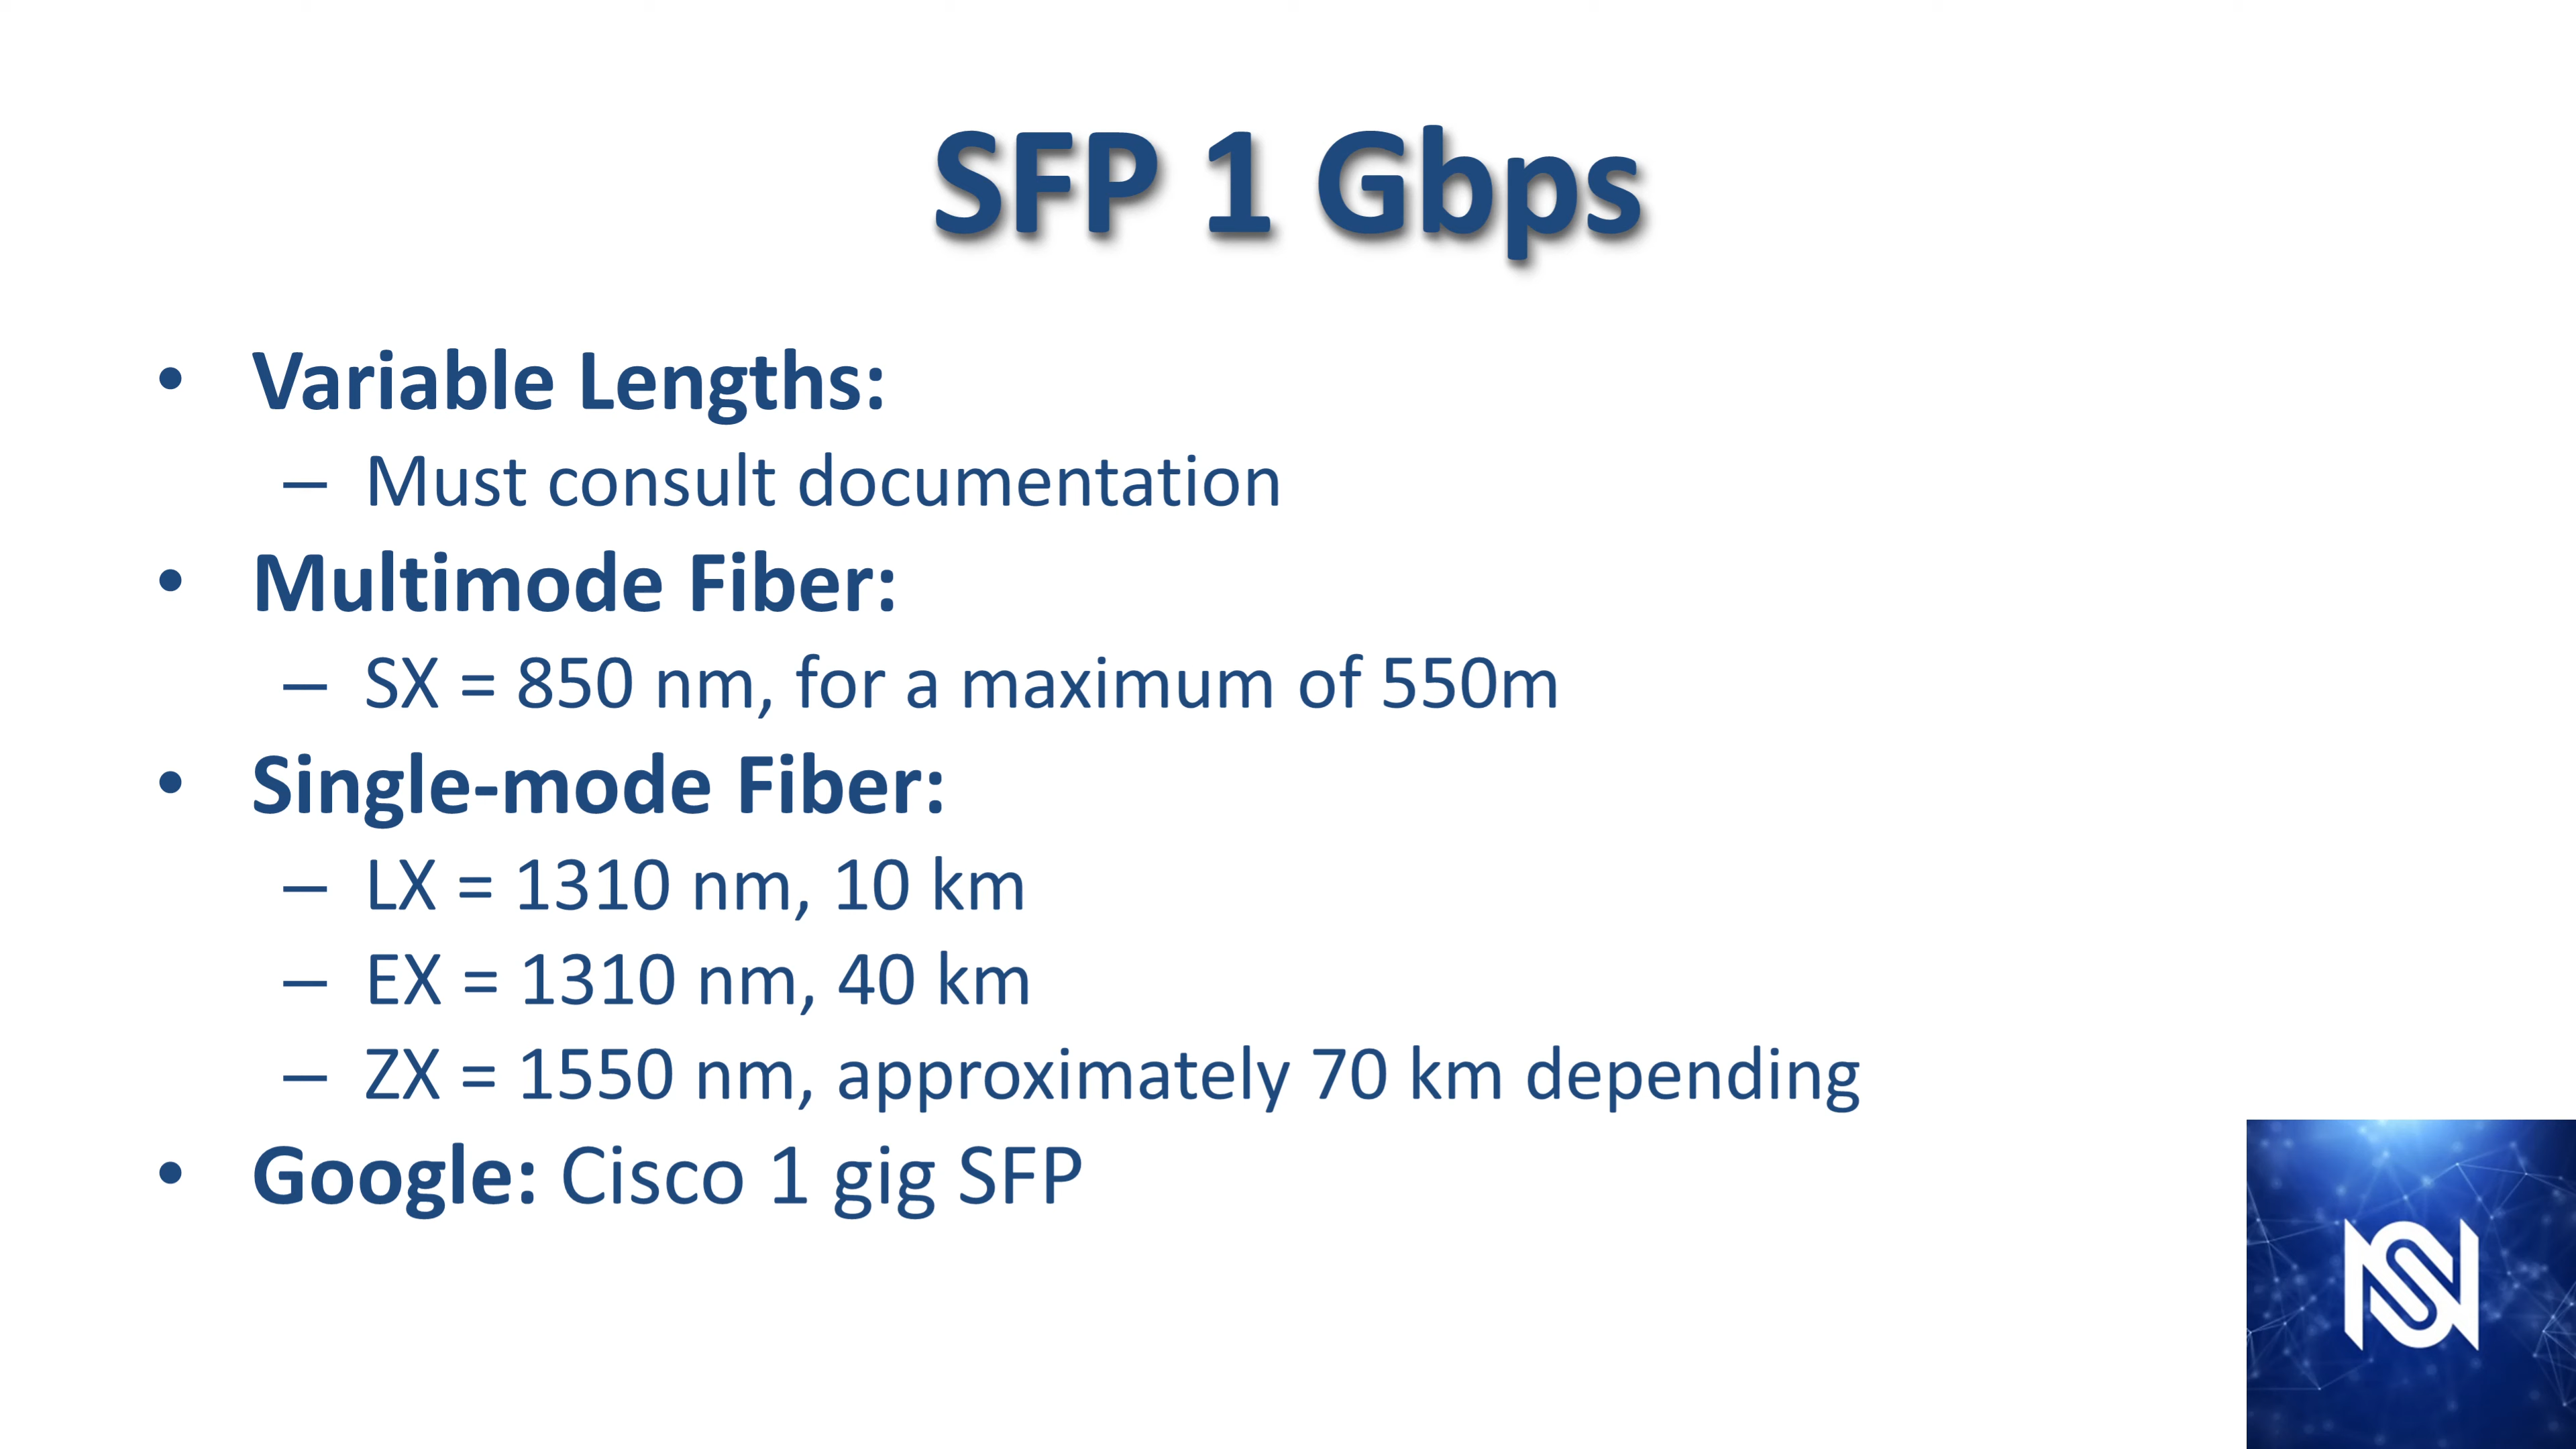 SFP 1 Gbps
• Variable Lengths:
– Must consult documentation
• Multimode Fiber:
– SX = 850 nm, for a maximum of 550m
• Single-mode Fiber:
– LX = 1310 nm, 10 km
– EX = 1310 nm, 40 km
– ZX = 1550 nm, approximately 70 km depending
• Google: Cisco 1 gig SFP